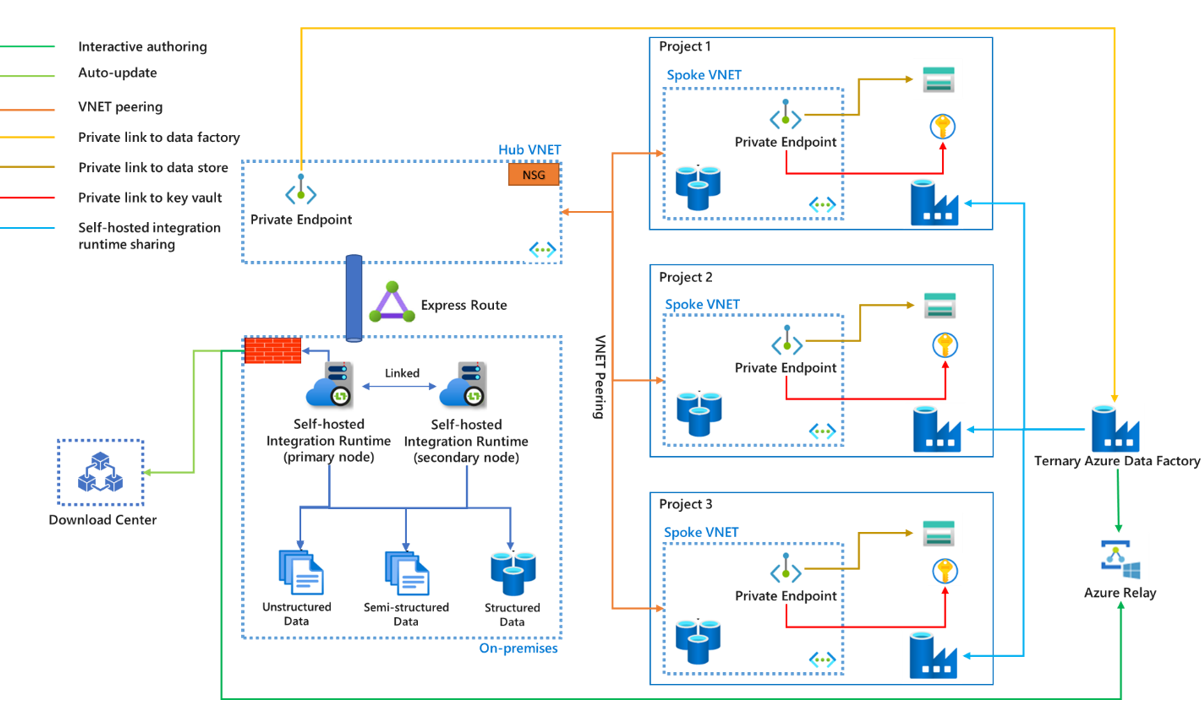 Interactive authoring
Auto-update
VNET peering
Private link to data factory
Private link to data store
Private link to key vault
Self-hosted integration
runtime sharing
Hub VNET
NSG
Private Endpoint
Express Route
Linked
Self-hosted
Integration Runtime
(primary node)
Self-hosted
Integration Runtime
(secondary node)
Unstructured
Data
Semi-structured
Data
Structured
Data
On-premises
Download Center
VNET Peering
Project 1
Spoke VNET
Private Endpoint
Project 2
Spoke VNET
Private Endpoint
Project 3
Spoke VNET
Private Endpoint
Ternary Azure Data Factory
Azure Relay